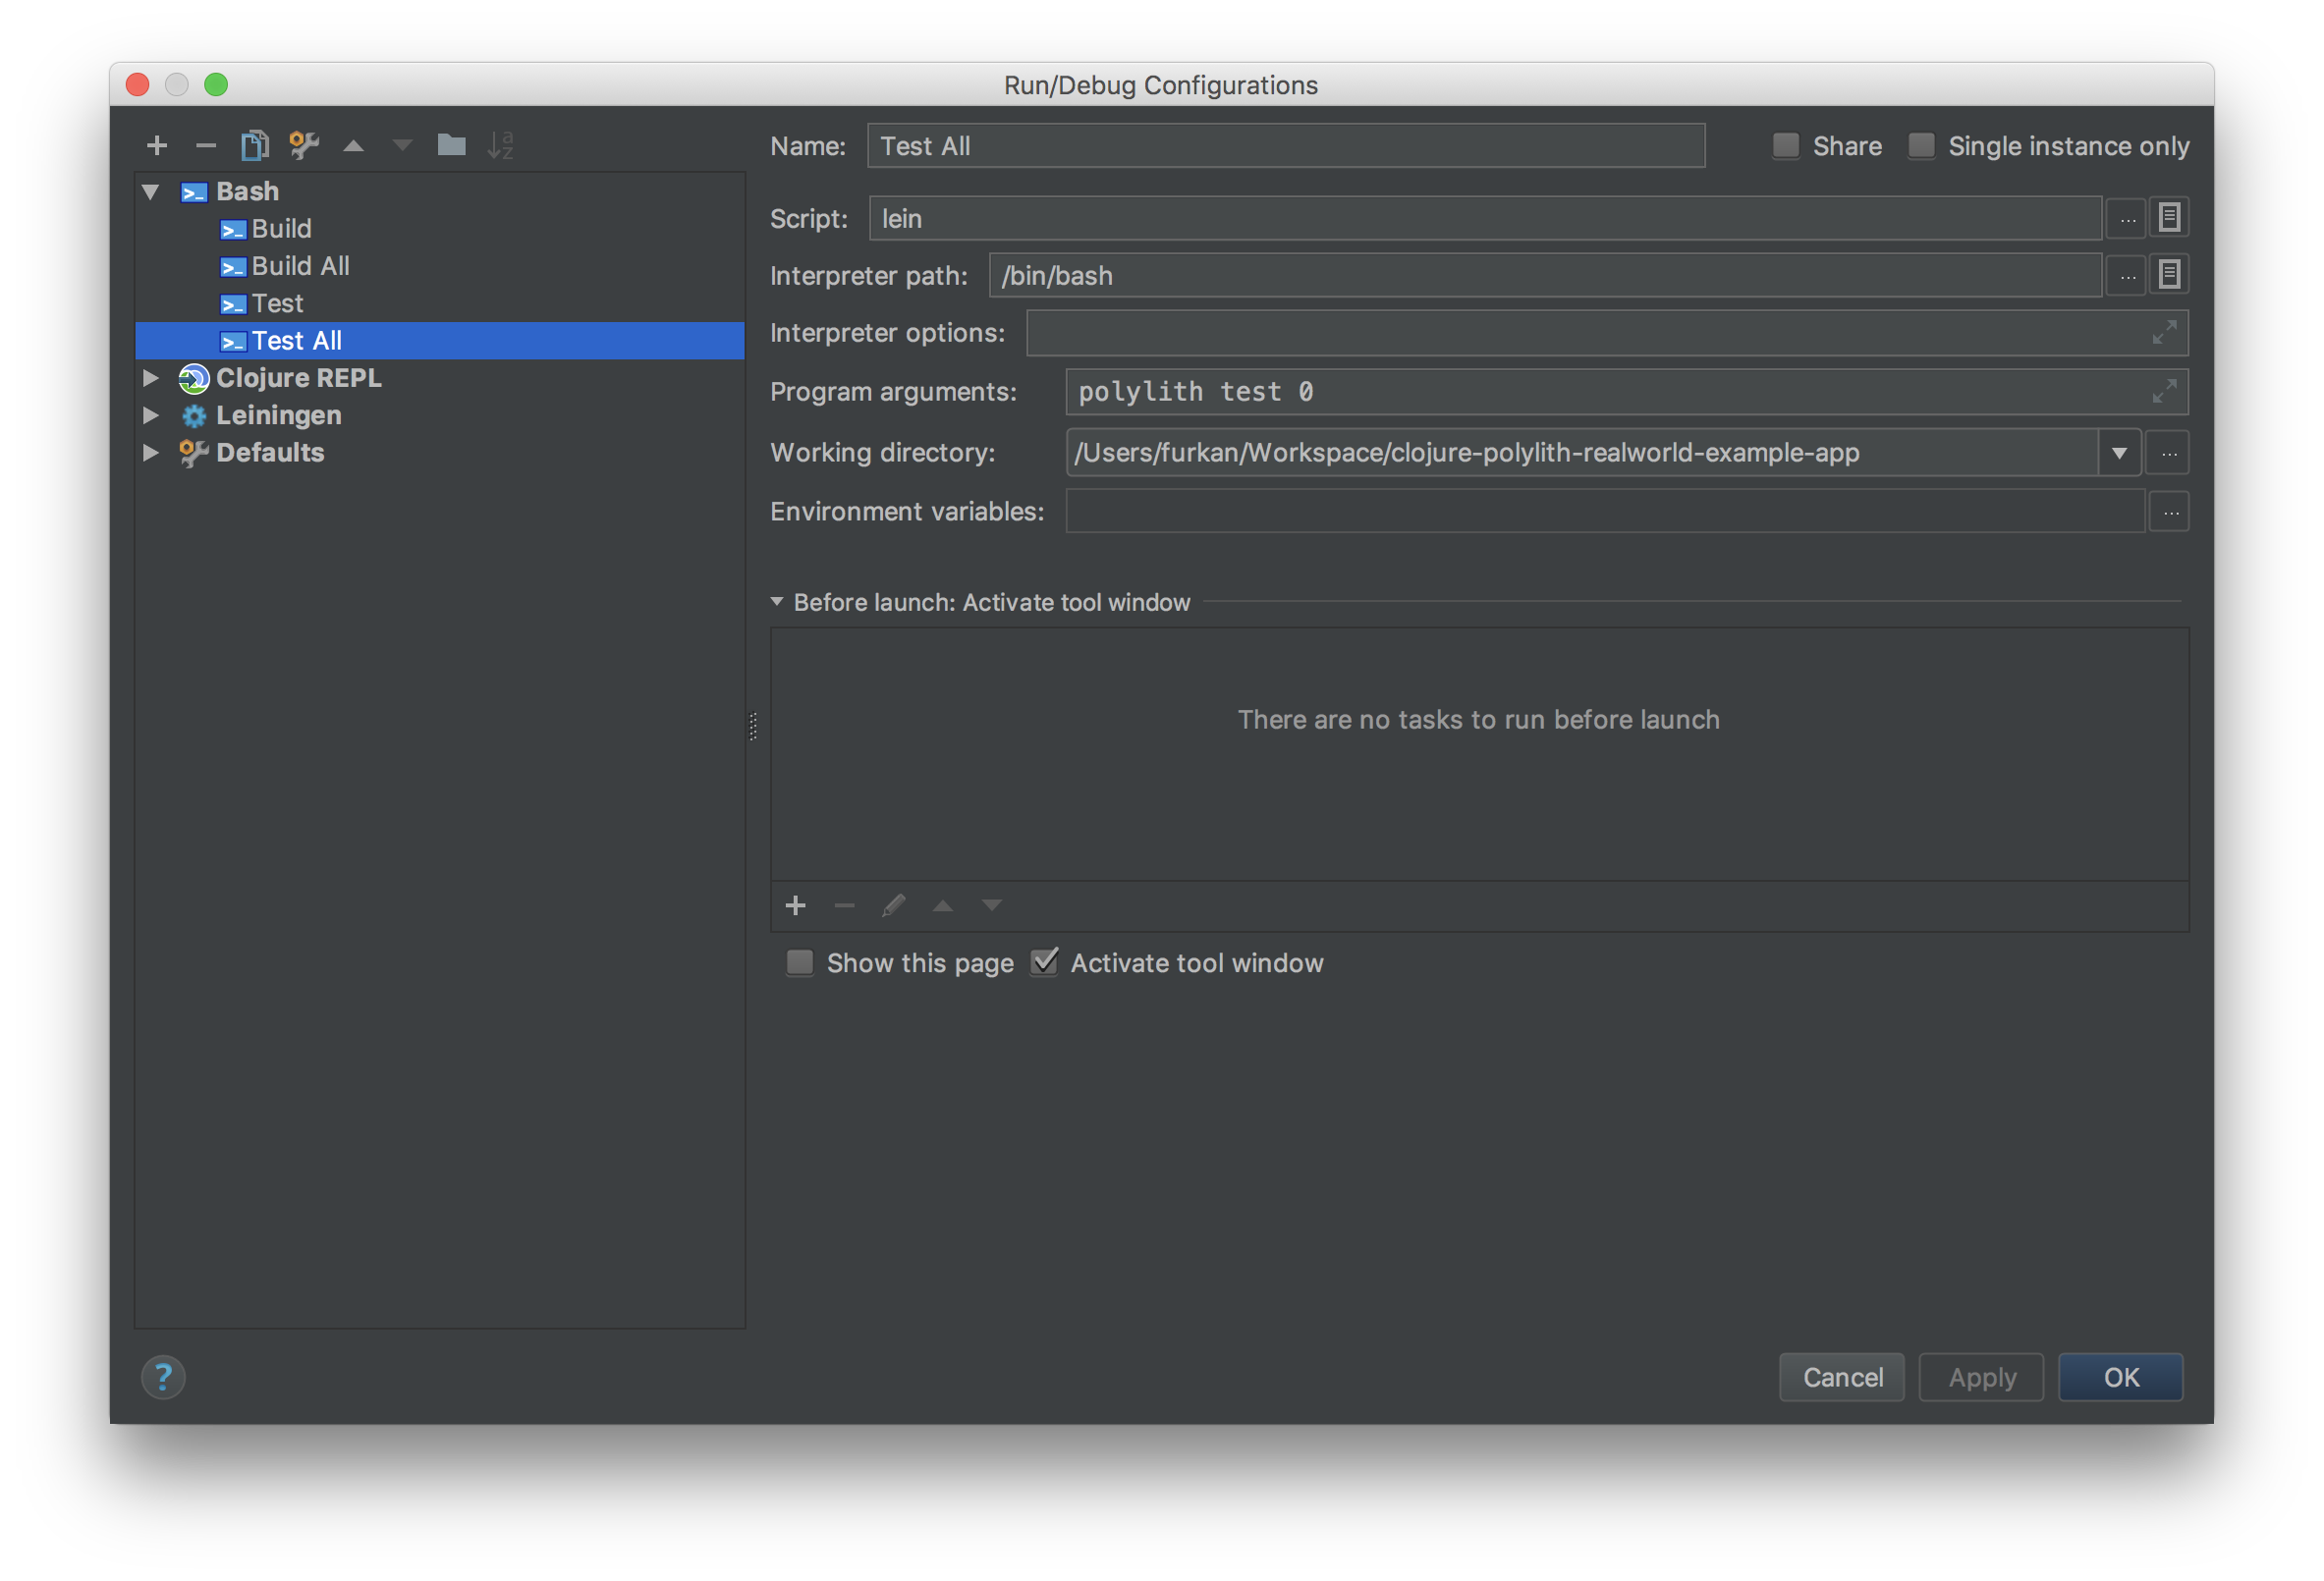 Run/Debug Configurations
Name: Test All Share Single instance only
Bash
Build
Build All
Test
Test All
Clojure REPL
Leiningen
Defaults
Script: lein ...
Interpreter path: /bin/bash ...
Interpreter options:
Program arguments: polylith test 0
Working directory: /Users/furkan/Workspace/clojure-polylith-realworld-example-app ...
Environment variables: ...
Before launch: Activate tool window
There are no tasks to run before launch
Show this page Activate tool window
? Cancel Apply OK